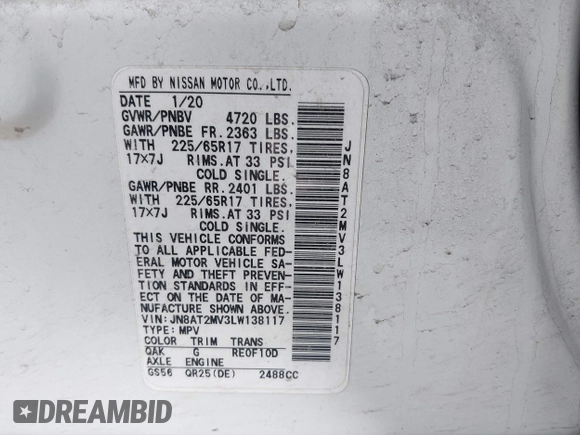 MFD BY NISSAN MOTOR CO.,LTD.
DATE 1/20
GVWR/PNBV 4720 LBS.
GAWR/PNBE FR. 2363 LBS.
WITH 225/65R17 TIRES,
17×7J RIMS. AT 33 PSI
COLD SINGLE.
GAWR/PNBE RR. 2401 LBS.
WITH 225/65R17 TIRES,
17×7J RIMS. AT 33 PSI
COLD SINGLE.
THIS VEHICLE CONFORMS
TO ALL APPLICABLE FED-
ERAL MOTOR VEHICLE SA-
FETY AND THEFT PREVEN-
TION STANDARDS IN EFF-
ECT ON THE DATE OF MA-
NUFACTURE SHOWN ABOVE.
VIN: JN8AT2MV3LW138117
TYPE: MPV
COLOR TRIM TRANS
QAK G RE0F10D
AXLE ENGINE
GS56 QR25(DE) 2488CC
JN8AT2MV3LW138117
DREAMBID